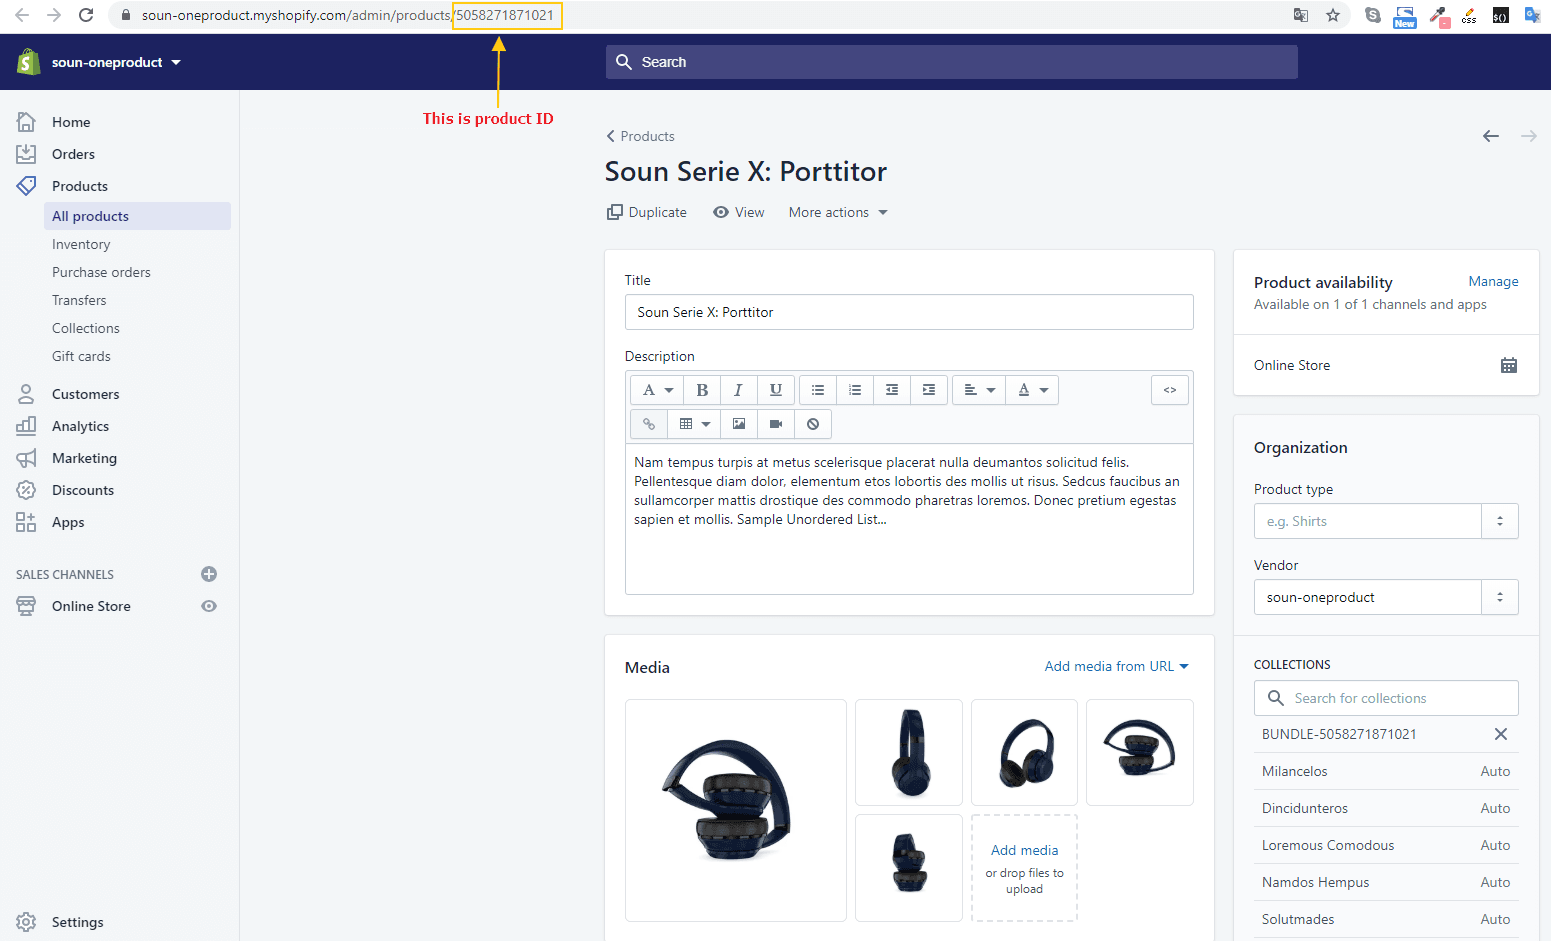 soun-oneproduct.myshopify.com/admin/products/5058271871021
New
css
$()
soun-oneproduct
Search
This is product ID
Home
Orders
Products
All products
Inventory
Purchase orders
Transfers
Collections
Gift cards
Customers
Analytics
Marketing
Discounts
Apps
SALES CHANNELS
Online Store
Settings
Products
Soun Serie X: Porttitor
Duplicate
View
More actions
Title
Soun Serie X: Porttitor
Description
A
B
I
U
A
<>
Nam tempus turpis at metus scelerisque placerat nulla deumantos solicitud felis.
Pellentesque diam dolor, elementum etos lobortis des mollis ut risus. Sedcus faucibus an
sullamcorper mattis drostique des commodo pharetras loremos. Donec pretium egestas
sapien et mollis. Sample Unordered List...
Media
Add media from URL
Add media
or drop files to
upload
Product availability
Manage
Available on 1 of 1 channels and apps
Online Store
Organization
Product type
e.g. Shirts
Vendor
soun-oneproduct
COLLECTIONS
Search for collections
BUNDLE-5058271871021
Milancelos Auto
Dincidunteros Auto
Loremous Comodous Auto
Namdos Hempus Auto
Solutmades Auto